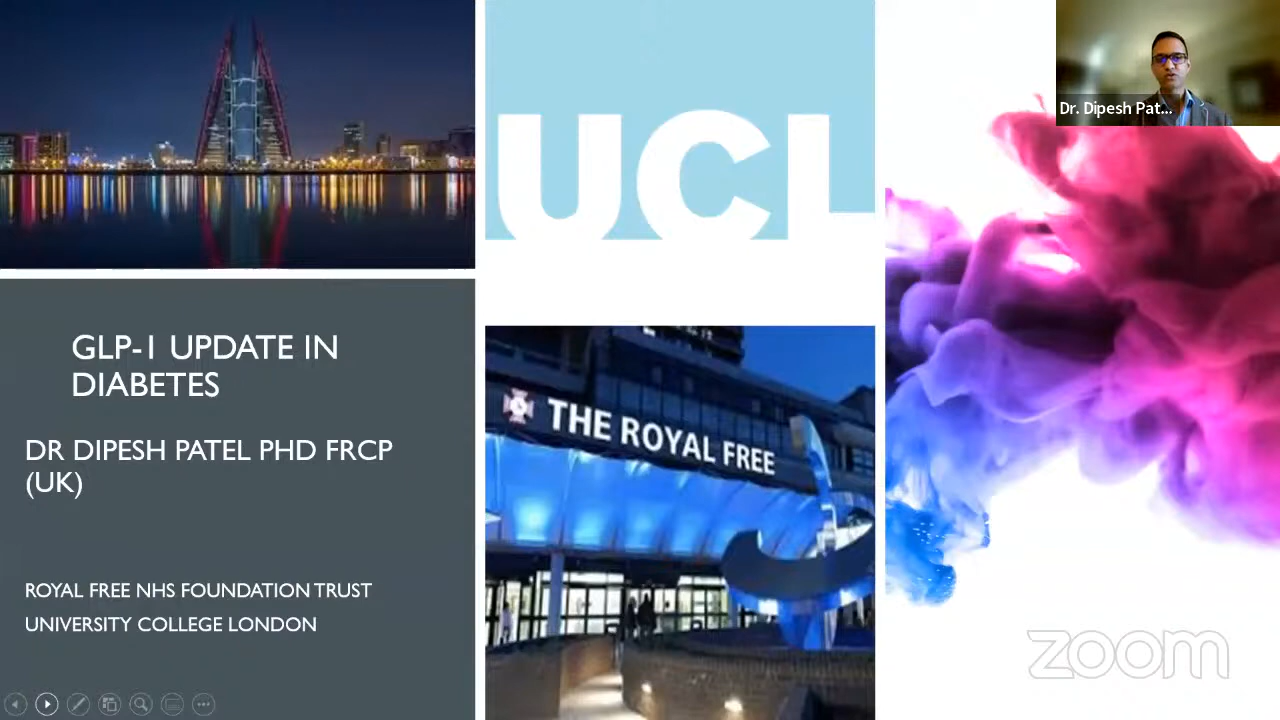 UCL
Dr. Dipesh Pat...
GLP-1 UPDATE IN
DIABETES
DR DIPESH PATEL PHD FRCP
(UK)
ROYAL FREE NHS FOUNDATION TRUST
UNIVERSITY COLLEGE LONDON
THE ROYAL FREE
zoom